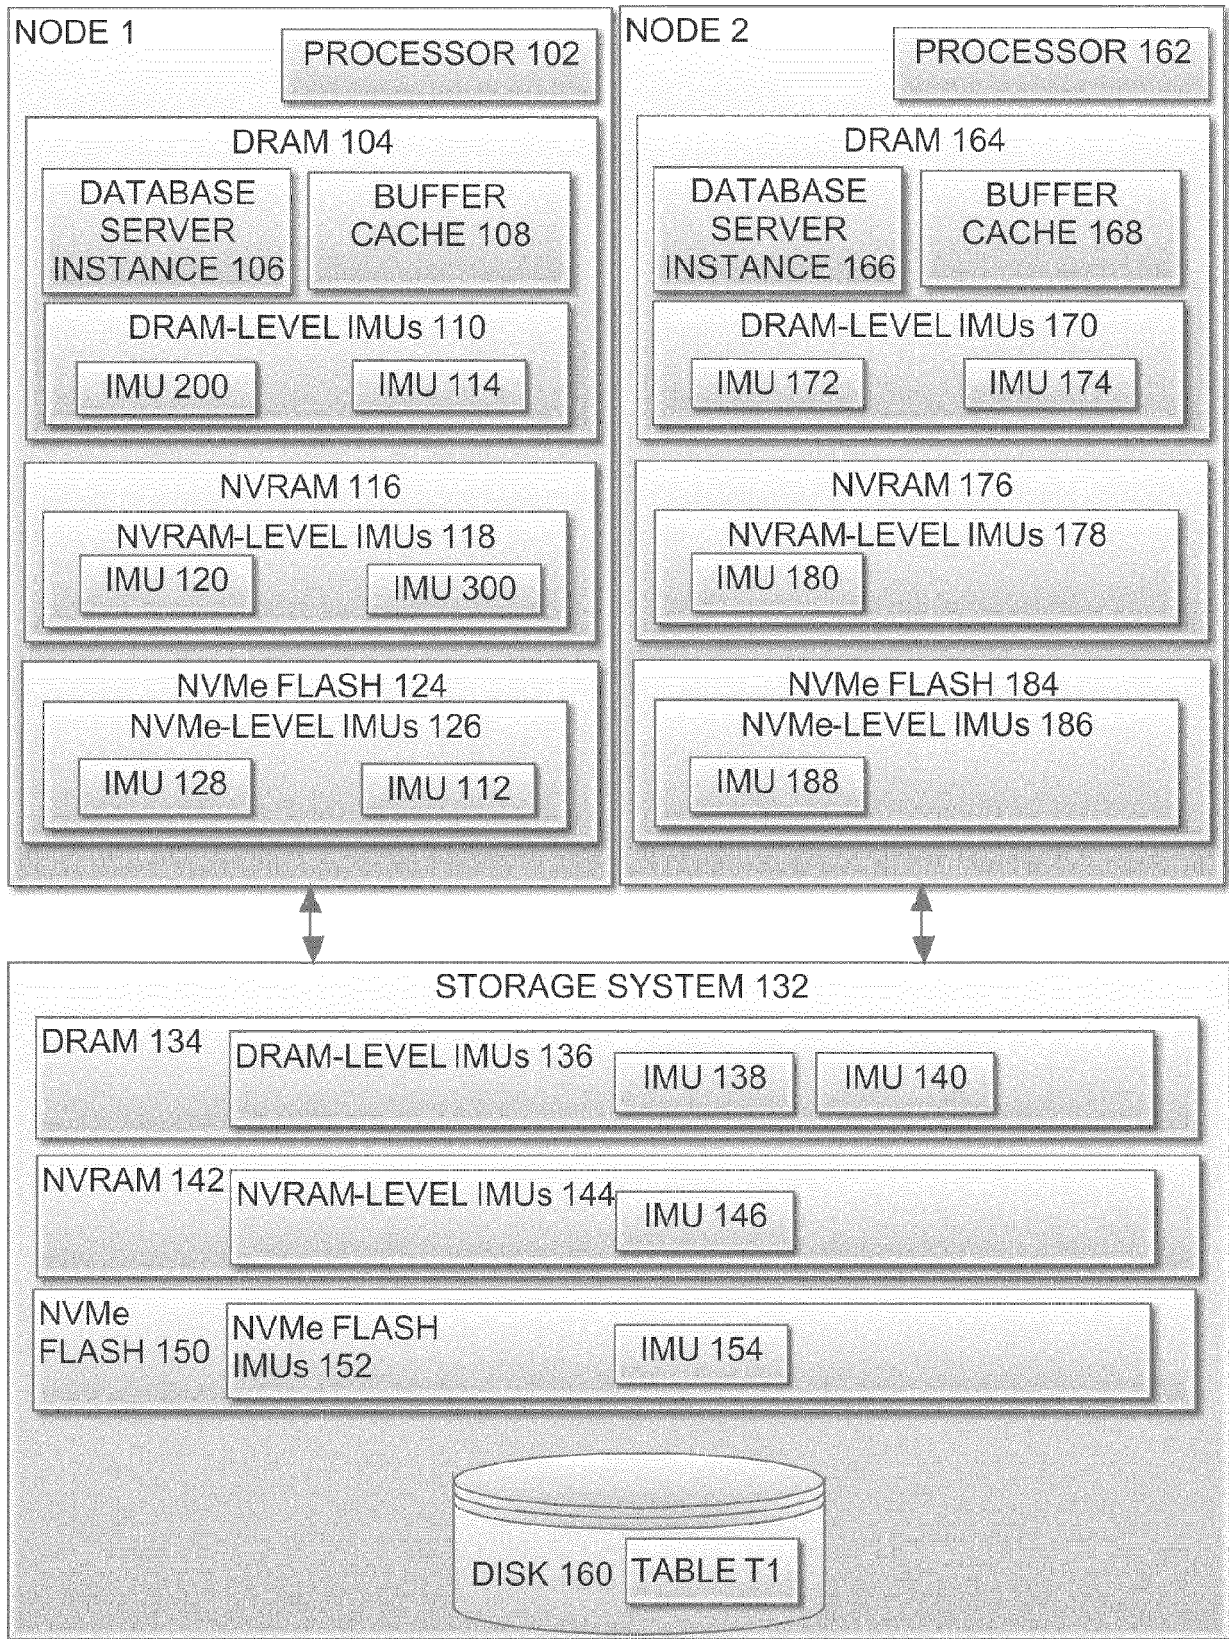 NODE 1
PROCESSOR 102
DRAM 104
DATABASE
SERVER
INSTANCE 106
BUFFER
CACHE 108
DRAM-LEVEL IMUs 110
IMU 200
IMU 114
NVRAM 116
NVRAM-LEVEL IMUs 118
IMU 120
IMU 300
NVMe FLASH 124
NVMe-LEVEL IMUs 126
IMU 128
IMU 112
NODE 2
PROCESSOR 162
DRAM 164
DATABASE
SERVER
INSTANCE 166
BUFFER
CACHE 168
DRAM-LEVEL IMUs 170
IMU 172
IMU 174
NVRAM 176
NVRAM-LEVEL IMUs 178
IMU 180
NVMe FLASH 184
NVMe-LEVEL IMUs 186
IMU 188
STORAGE SYSTEM 132
DRAM 134
DRAM-LEVEL IMUs 136
IMU 138
IMU 140
NVRAM 142
NVRAM-LEVEL IMUs 144
IMU 146
NVMe
FLASH 150
NVMe FLASH
IMUs 152
IMU 154
DISK 160
TABLE T1